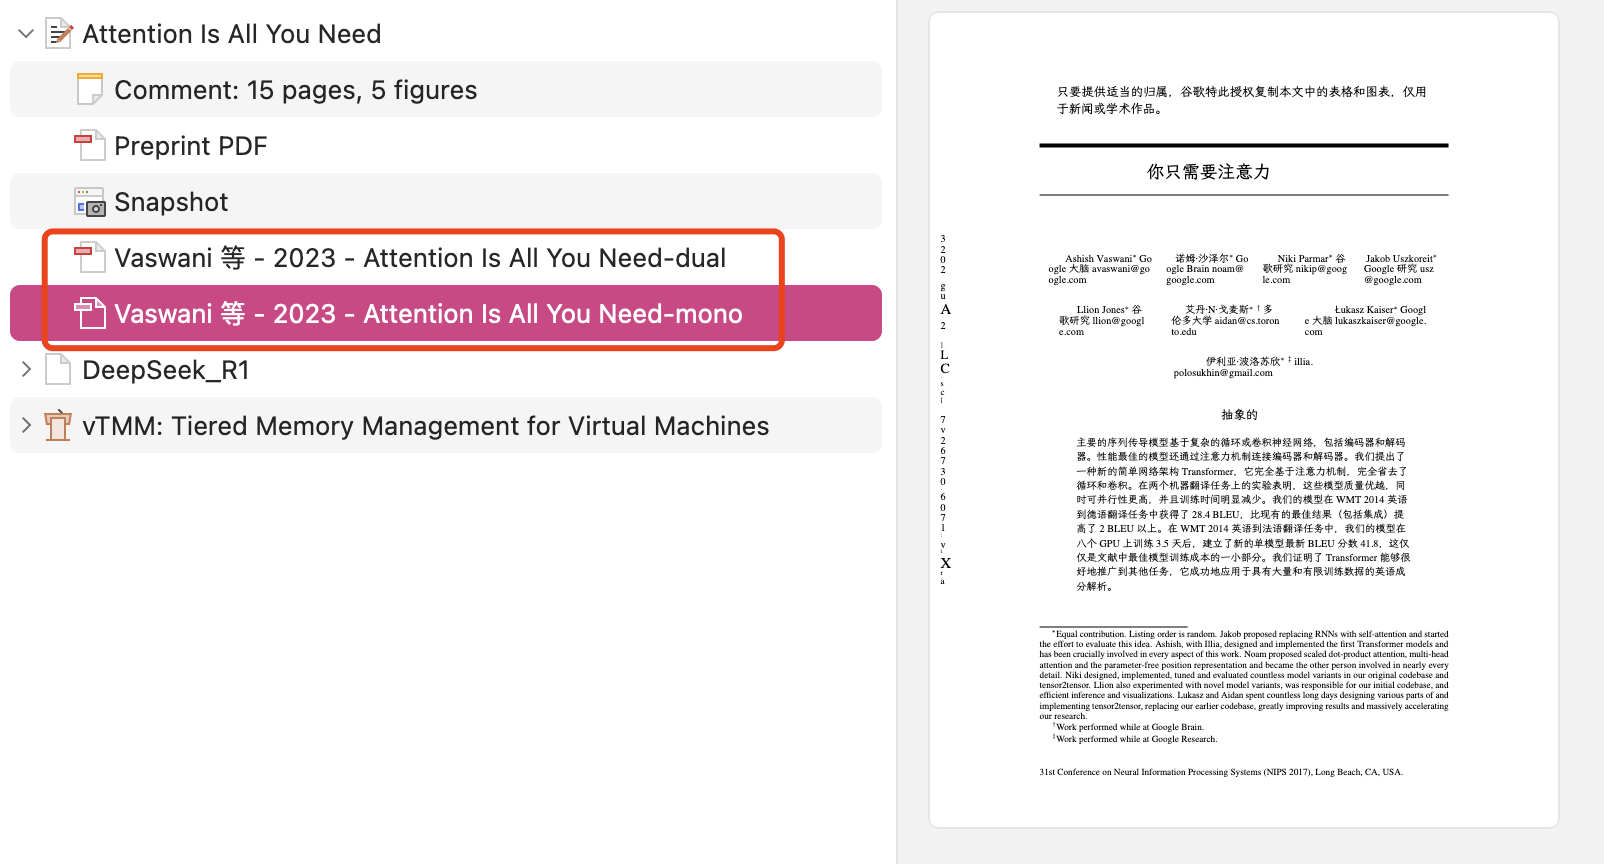 Attention Is All You Need
Comment: 15 pages, 5 figures
Preprint PDF
Snapshot
Vaswani 等 - 2023 - Attention Is All You Need-dual
Vaswani 等 - 2023 - Attention Is All You Need-mono
DeepSeek_R1
vTMM: Tiered Memory Management for Virtual Machines
只要提供适当的归属，谷歌特此授权复制本文中的表格和图表，仅用
于新闻或学术作品。
你只需要注意力
3
2
0
2
g
u
A
2
]
L
C
.
s
c
[
7
v
2
6
7
3
0
.
6
0
7
1
:
v
i
X
r
a
Ashish Vaswani* Go
ogle 大脑 avaswani@go
ogle.com
诺姆·沙泽尔* Go
ogle Brain noam@
google.com
Niki Parmar* 谷
歌研究 nikip@goog
le.com
Jakob Uszkoreit*
Google 研究 usz
@google.com
Llion Jones* 谷
歌研究 llion@googl
e.com
艾丹·N·戈麦斯* † 多
伦多大学 aidan@cs.toron
to.edu
Łukasz Kaiser* Googl
e 大脑 lukaszkaiser@google.
com
伊利亚·波洛苏欣* ‡ illia.
polosukhin@gmail.com
抽象的
主要的序列传导模型基于复杂的循环或卷积神经网络，包括编码器和解码
器。性能最佳的模型还通过注意力机制连接编码器和解码器。我们提出了
一种新的简单网络架构 Transformer，它完全基于注意力机制，完全省去了
循环和卷积。在两个机器翻译任务上的实验表明，这些模型质量优越，同
时可并行性更高，并且训练时间明显减少。我们的模型在 WMT 2014 英语
到德语翻译任务中获得了 28.4 BLEU，比现有的最佳结果（包括集成）提
高了 2 BLEU 以上。在 WMT 2014 英语到法语翻译任务中，我们的模型在
八个 GPU 上训练 3.5 天后，建立了新的单模型最新 BLEU 分数 41.8，这仅
仅是文献中最佳模型训练成本的一小部分。我们证明了 Transformer 能够很
好地推广到其他任务，它成功地应用于具有大量和有限训练数据的英语成
分解析。
*Equal contribution. Listing order is random. Jakob proposed replacing RNNs with self-attention and started
the effort to evaluate this idea. Ashish, with Illia, designed and implemented the first Transformer models and
has been crucially involved in every aspect of this work. Noam proposed scaled dot-product attention, multi-head
attention and the parameter-free position representation and became the other person involved in nearly every
detail. Niki designed, implemented, tuned and evaluated countless model variants in our original codebase and
tensor2tensor. Llion also experimented with novel model variants, was responsible for our initial codebase, and
efficient inference and visualizations. Lukasz and Aidan spent countless long days designing various parts of and
implementing tensor2tensor, replacing our earlier codebase, greatly improving results and massively accelerating
our research.
†Work performed while at Google Brain.
‡Work performed while at Google Research.
31st Conference on Neural Information Processing Systems (NIPS 2017), Long Beach, CA, USA.